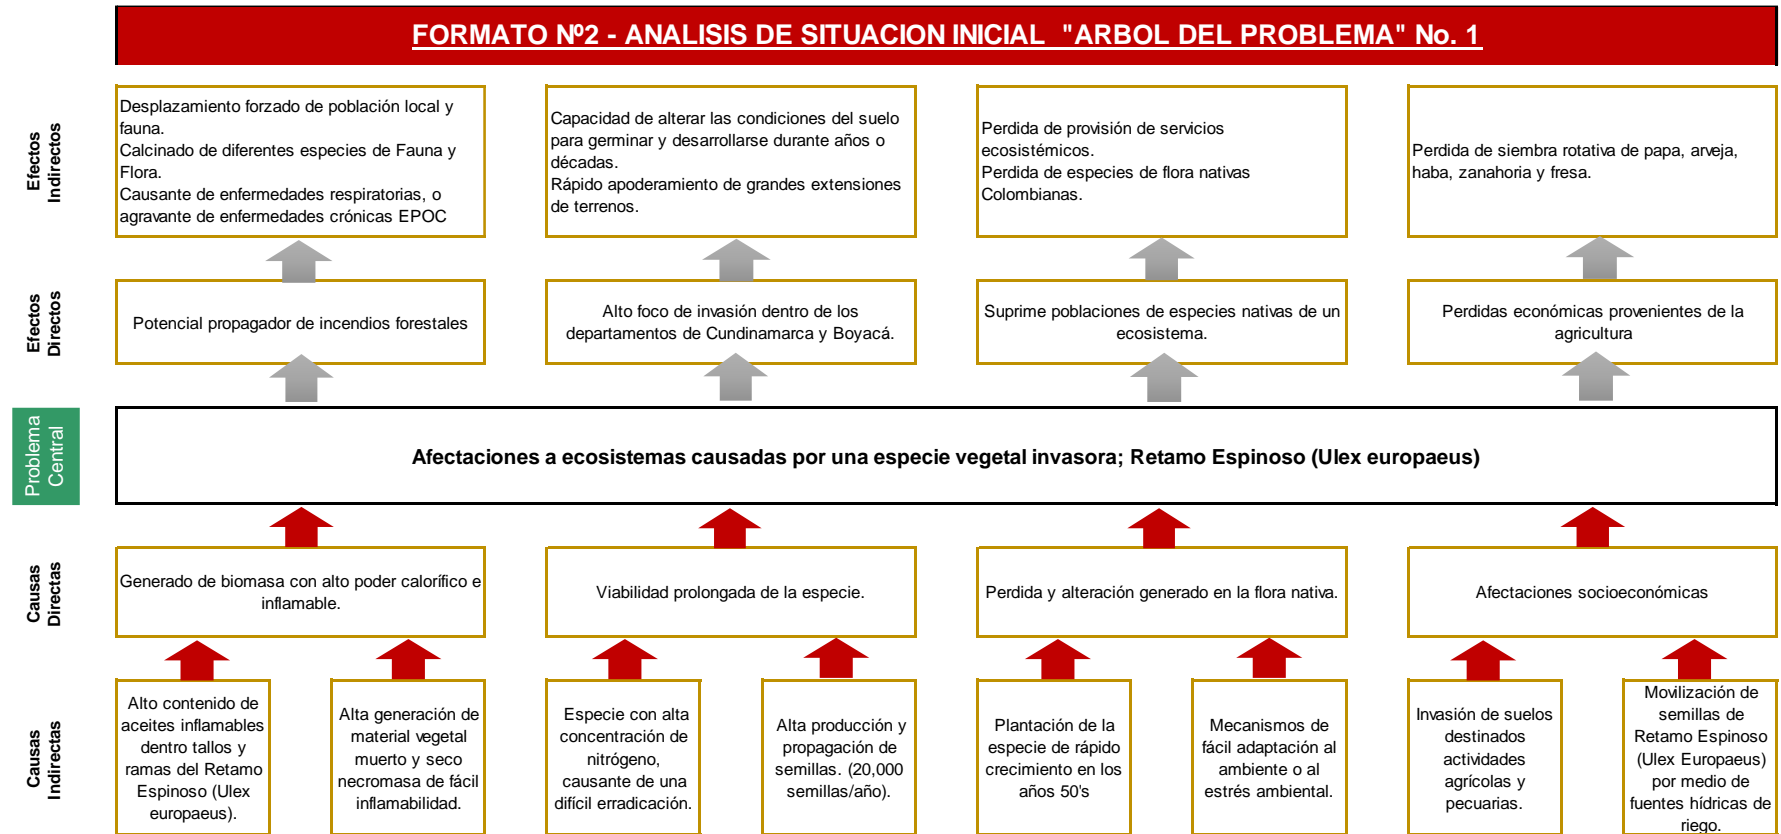 FORMATO Nº2 - ANALISIS DE SITUACION INICIAL "ARBOL DEL PROBLEMA" No. 1
Efectos
Indirectos
Desplazamiento forzado de población local y
fauna.
Calcinado de diferentes especies de Fauna y
Flora.
Causante de enfermedades respiratorias, o
agravante de enfermedades crónicas EPOC
Capacidad de alterar las condiciones del suelo
para germinar y desarrollarse durante años o
décadas.
Rápido apoderamiento de grandes extensiones
de terrenos.
Perdida de provisión de servicios
ecosistémicos.
Perdida de especies de flora nativas
Colombianas.
Perdida de siembra rotativa de papa, arveja,
haba, zanahoria y fresa.
Efectos
Directos
Potencial propagador de incendios forestales
Alto foco de invasión dentro de los
departamentos de Cundinamarca y Boyacá.
Suprime poblaciones de especies nativas de un
ecosistema.
Perdidas económicas provenientes de la
agricultura
Problema
Central
Afectaciones a ecosistemas causadas por una especie vegetal invasora; Retamo Espinoso (Ulex europaeus)
Causas
Directas
Generado de biomasa con alto poder calorífico e
inflamable.
Viabilidad prolongada de la especie.
Perdida y alteración generado en la flora nativa.
Afectaciones socioeconómicas
Causas
Indirectas
Alto contenido de
aceites inflamables
dentro tallos y
ramas del Retamo
Espinoso (Ulex
europaeus).
Alta generación de
material vegetal
muerto y seco
necromasa de fácil
inflamabilidad.
Especie con alta
concentración de
nitrógeno,
causante de una
difícil erradicación.
Alta producción y
propagación de
semillas. (20,000
semillas/año).
Plantación de la
especie de rápido
crecimiento en los
años 50's
Mecanismos de
fácil adaptación al
ambiente o al
estrés ambiental.
Invasión de suelos
destinados
actividades
agrícolas y
pecuarias.
Movilización de
semillas de
Retamo Espinoso
(Ulex Europaeus)
por medio de
fuentes hídricas de
riego.